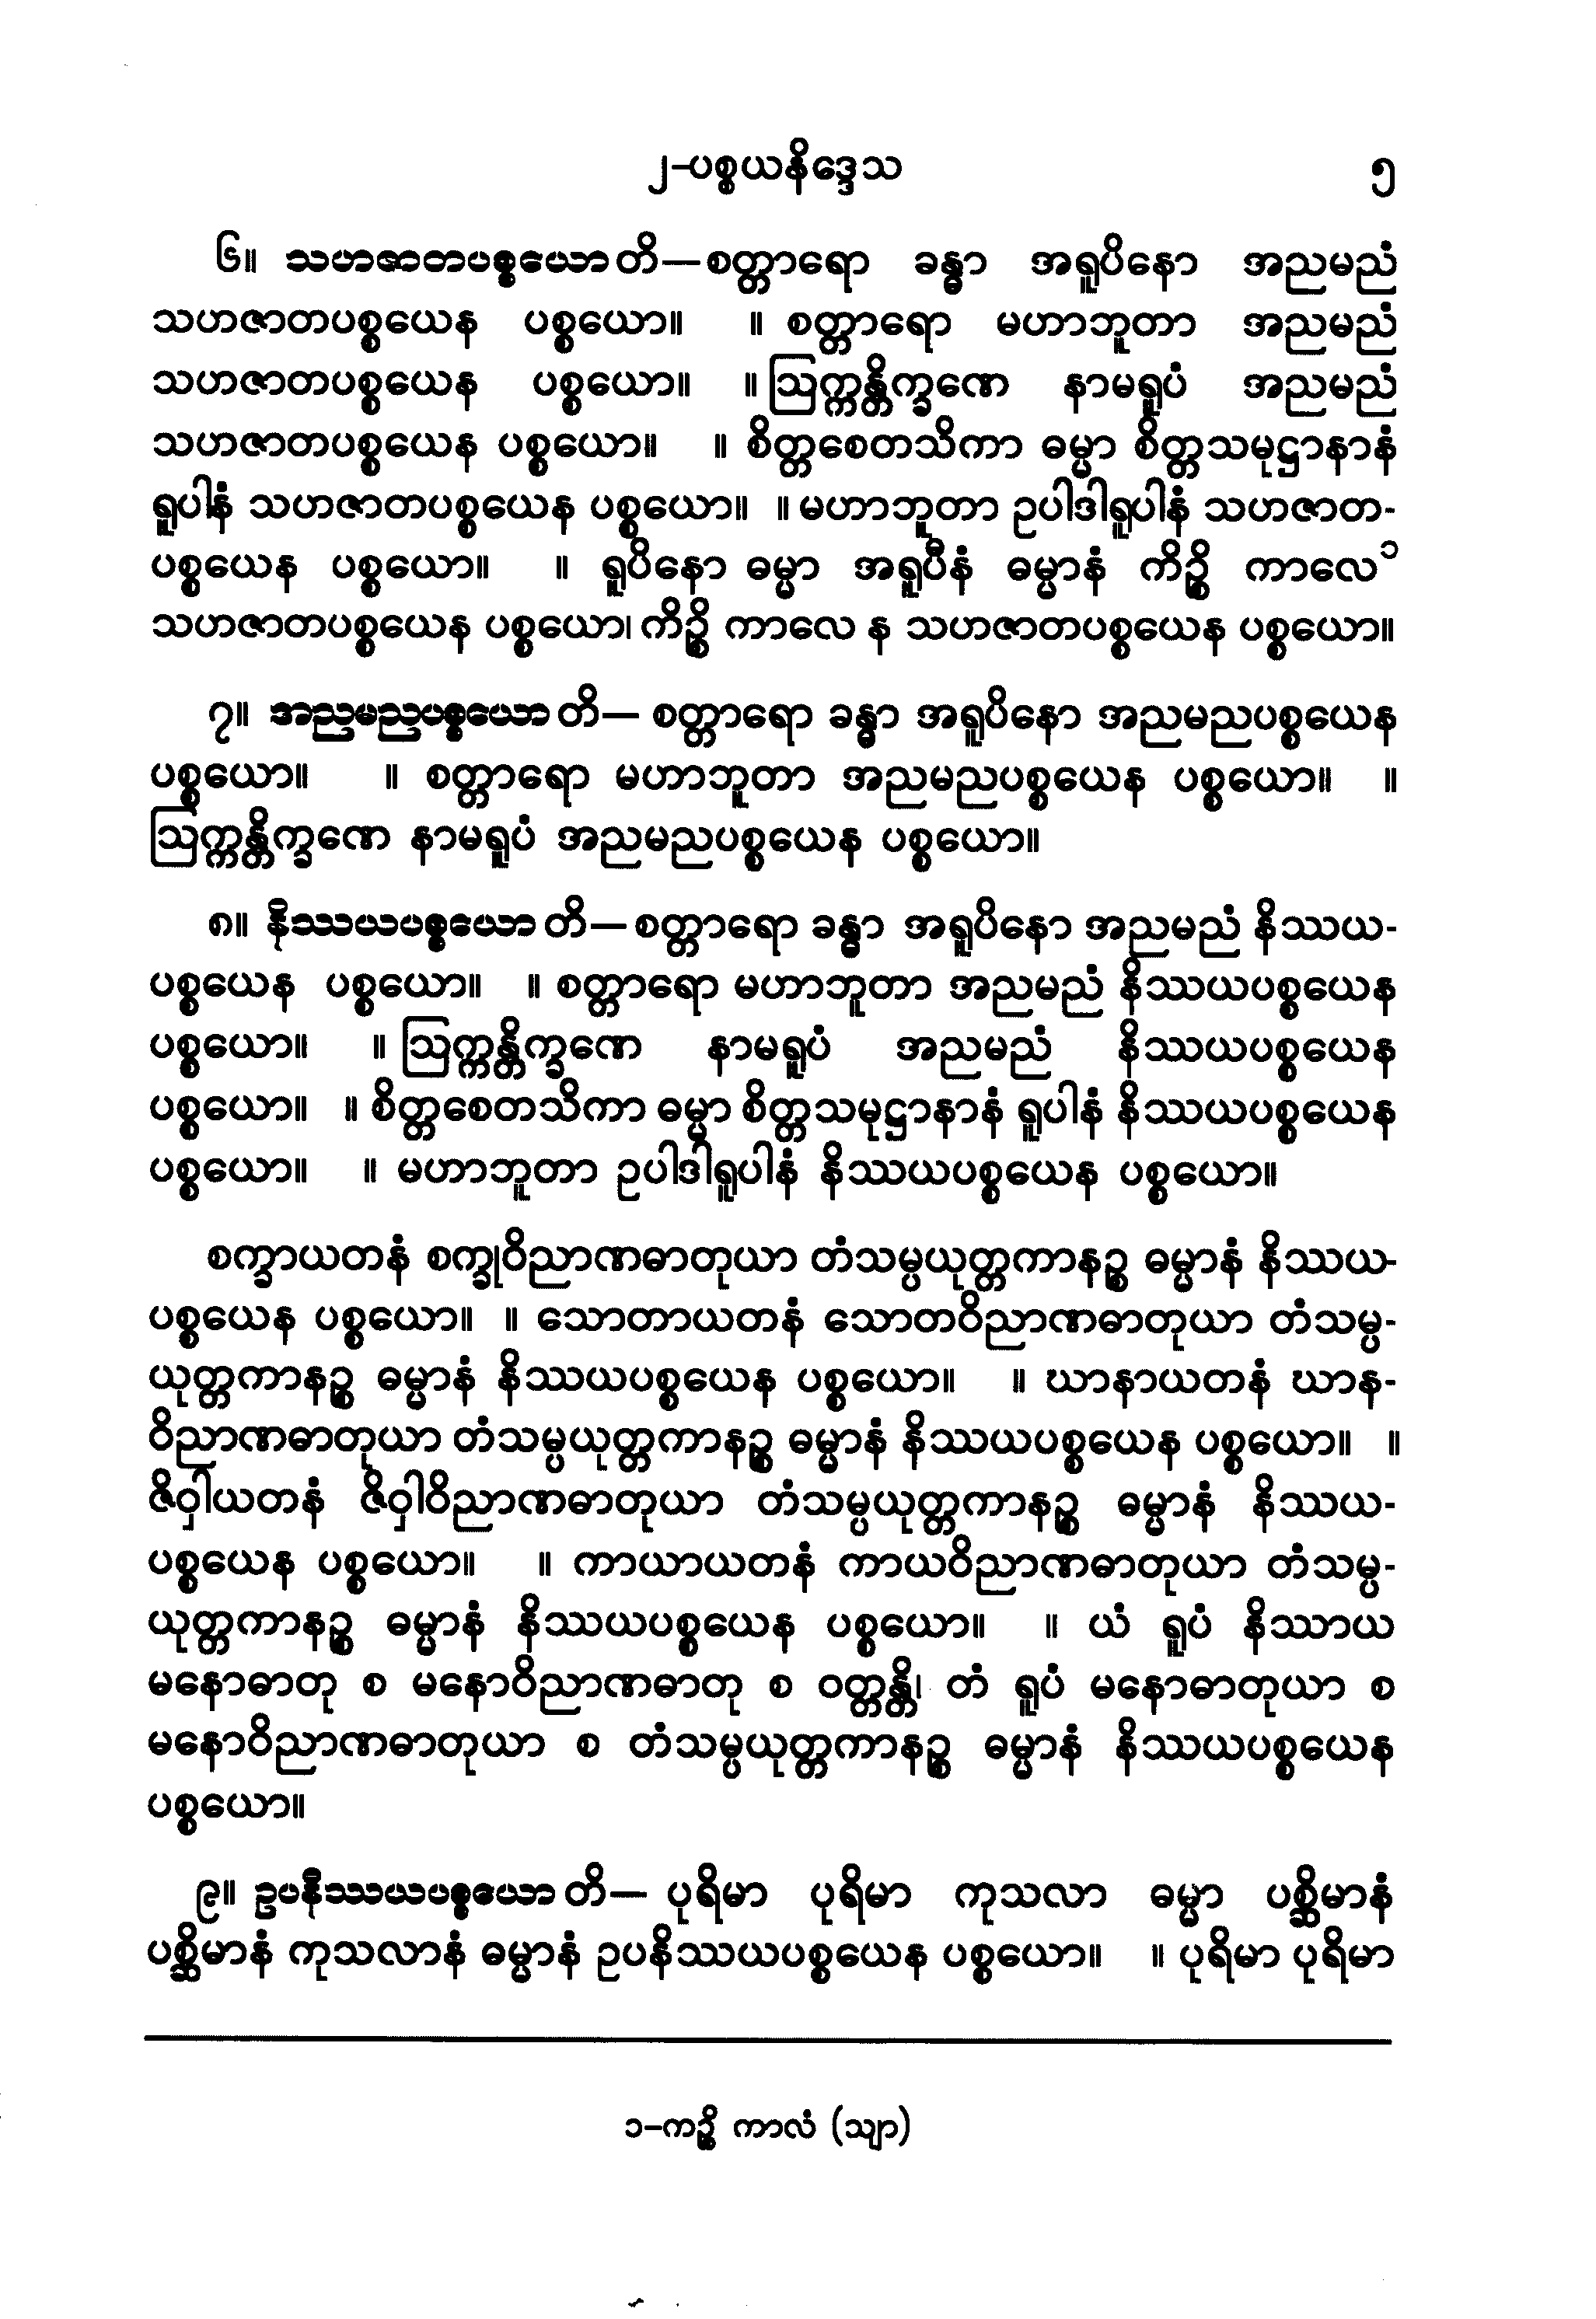 ၂-ပစ္စယနိဒ္ဒေသ ၅
၆။ သဟဇာတပစ္စယောတိ—စတ္တာရော ခန္ဓာ အရူပိနော အညမညံ
သဟဇာတပစ္စယေန ပစ္စယော။ ။ စတ္တာရော မဟာဘူတာ အညမညံ
သဟဇာတပစ္စယေန ပစ္စယော။ ။ ဩက္ကန္တိက္ခဏေ နာမရူပံ အညမညံ
သဟဇာတပစ္စယေန ပစ္စယော။ ။ စိတ္တစေတသိကာ ဓမ္မာ စိတ္တသမုဋ္ဌာနာနံ
ရူပါနံ သဟဇာတပစ္စယေန ပစ္စယော။ ။ မဟာဘူတာ ဥပါဒါရူပါနံ သဟဇာတ-
ပစ္စယေန ပစ္စယော။ ။ ရူပိနော ဓမ္မာ အရူပီနံ ဓမ္မာနံ ကိဉ္စိ ကာလေ၁
သဟဇာတပစ္စယေန ပစ္စယော၊ ကိဉ္စိ ကာလေ န သဟဇာတပစ္စယေန ပစ္စယော။
၇။ အညမညပစ္စယောတိ— စတ္တာရော ခန္ဓာ အရူပိနော အညမညပစ္စယေန
ပစ္စယော။ ။ စတ္တာရော မဟာဘူတာ အညမညပစ္စယေန ပစ္စယော။ ။
ဩက္ကန္တိက္ခဏေ နာမရူပံ အညမညပစ္စယေန ပစ္စယော။
၈။ နိဿယပစ္စယောတိ—စတ္တာရော ခန္ဓာ အရူပိနော အညမညံ နိဿယ-
ပစ္စယေန ပစ္စယော။ ။ စတ္တာရော မဟာဘူတာ အညမညံ နိဿယပစ္စယေန
ပစ္စယော။ ။ ဩက္ကန္တိက္ခဏေ နာမရူပံ အညမညံ နိဿယပစ္စယေန
ပစ္စယော။ ။ စိတ္တစေတသိကာ ဓမ္မာ စိတ္တသမုဋ္ဌာနာနံ ရူပါနံ နိဿယပစ္စယေန
ပစ္စယော။ ။ မဟာဘူတာ ဥပါဒါရူပါနံ နိဿယပစ္စယေန ပစ္စယော။
စက္ခာယတနံ စက္ခုဝိညာဏဓာတုယာ တံသမ္ပယုတ္တကာနဉ္စ ဓမ္မာနံ နိဿယ-
ပစ္စယေန ပစ္စယော။ ။ သောတာယတနံ သောတဝိညာဏဓာတုယာ တံသမ္ပ-
ယုတ္တကာနဉ္စ ဓမ္မာနံ နိဿယပစ္စယေန ပစ္စယော။ ။ ဃာနာယတနံ ဃာန-
ဝိညာဏဓာတုယာ တံသမ္ပယုတ္တကာနဉ္စ ဓမ္မာနံ နိဿယပစ္စယေန ပစ္စယော။ ။
ဇိဝှါယတနံ ဇိဝှါဝိညာဏဓာတုယာ တံသမ္ပယုတ္တကာနဉ္စ ဓမ္မာနံ နိဿယ-
ပစ္စယေန ပစ္စယော။ ။ ကာယာယတနံ ကာယဝိညာဏဓာတုယာ တံသမ္ပ-
ယုတ္တကာနဉ္စ ဓမ္မာနံ နိဿယပစ္စယေန ပစ္စယော။ ။ ယံ ရူပံ နိဿာယ
မနောဓာတု စ မနောဝိညာဏဓာတု စ ဝတ္တန္တိ၊ တံ ရူပံ မနောဓာတုယာ စ
မနောဝိညာဏဓာတုယာ စ တံသမ္ပယုတ္တကာနဉ္စ ဓမ္မာနံ နိဿယပစ္စယေန
ပစ္စယော။
၉။ ဥပနိဿယပစ္စယောတိ— ပုရိမာ ပုရိမာ ကုသလာ ဓမ္မာ ပစ္ဆိမာနံ
ပစ္ဆိမာနံ ကုသလာနံ ဓမ္မာနံ ဥပနိဿယပစ္စယေန ပစ္စယော။ ။ ပုရိမာ ပုရိမာ
၁-ကဉ္စိ ကာလံ (သျာ)